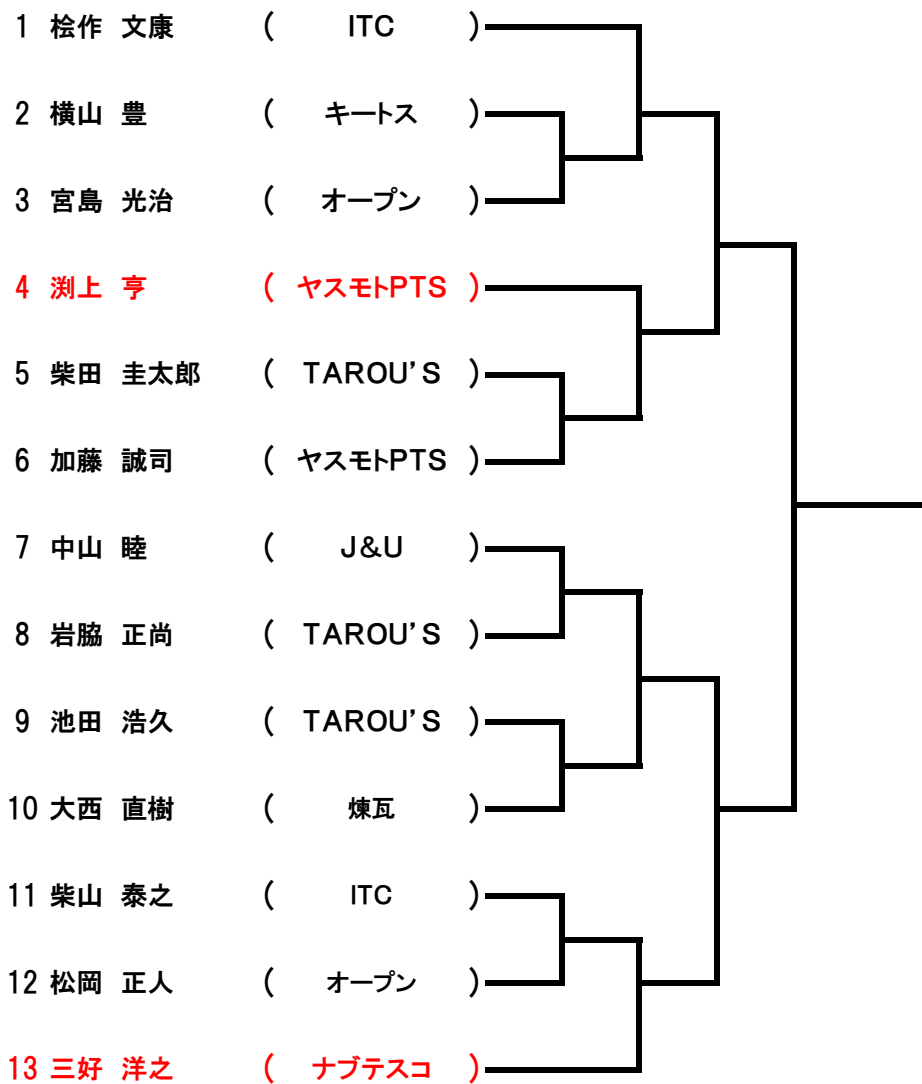 1 桧作 文康 ( ITC )
2 横山 豊 ( キートス )
3 宮島 光治 ( オープン )
4 渕上 亨 ( ヤスモトPTS )
5 柴田 圭太郎 ( TAROU'S )
6 加藤 誠司 ( ヤスモトPTS )
7 中山 睦 ( J&U )
8 岩脇 正尚 ( TAROU'S )
9 池田 浩久 ( TAROU'S )
10 大西 直樹 ( 煉瓦 )
11 柴山 泰之 ( ITC )
12 松岡 正人 ( オープン )
13 三好 洋之 ( ナブテスコ )